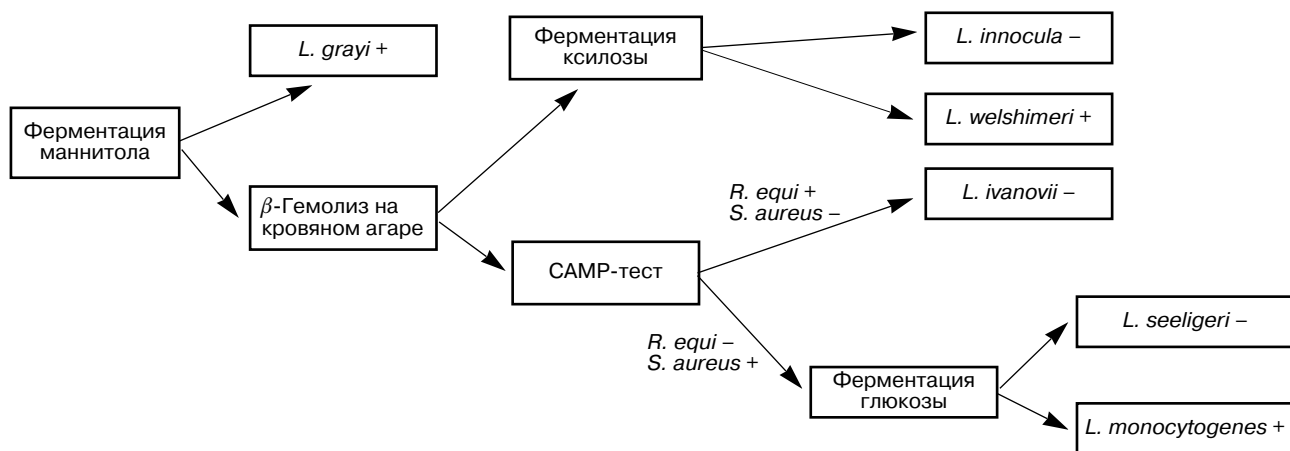 L. grayi +
Ферментация
ксилозы
L. innocula –
L. welshimeri +
Ферментация
маннитола
β-Гемолиз на
кровяном агаре
R. equi +
S. aureus –
L. ivanovii –
CAMP-тест
R. equi –
S. aureus +
L. seeligeri –
Ферментация
глюкозы
L. monocytogenes +